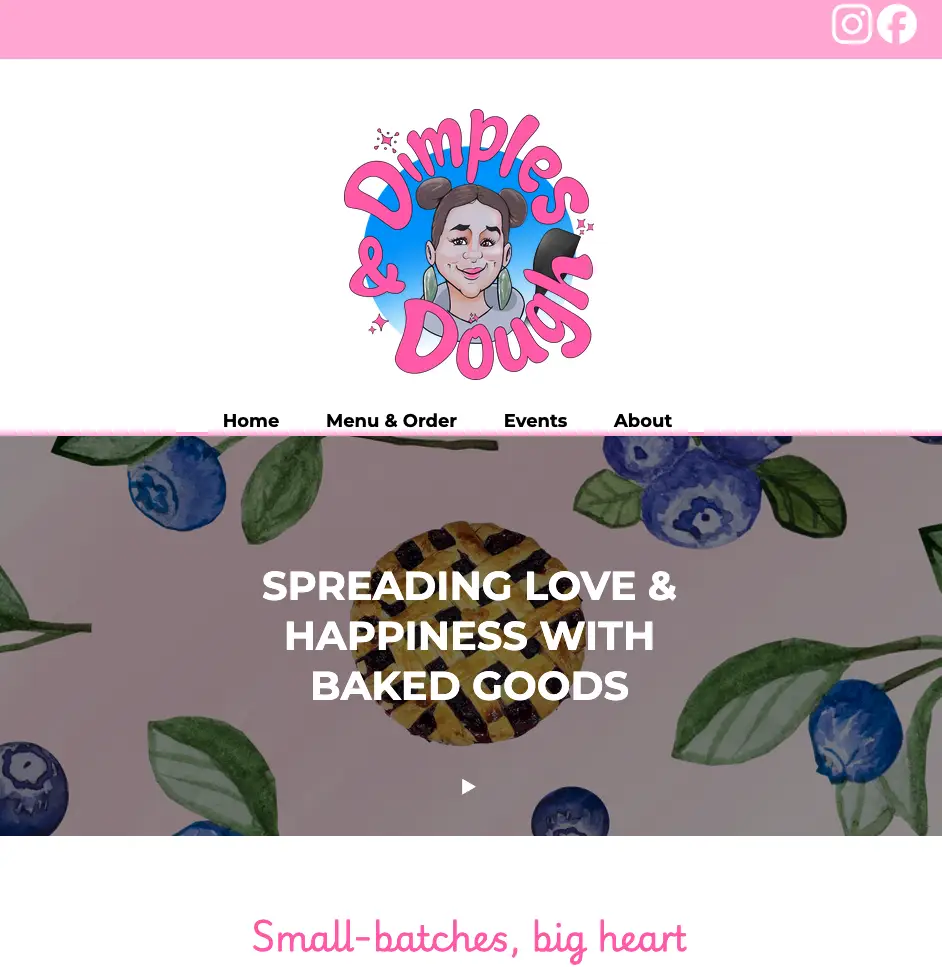 Dimples
& Dough
Home Menu & Order Events About
SPREADING LOVE &
HAPPINESS WITH
BAKED GOODS
Small-batches, big heart